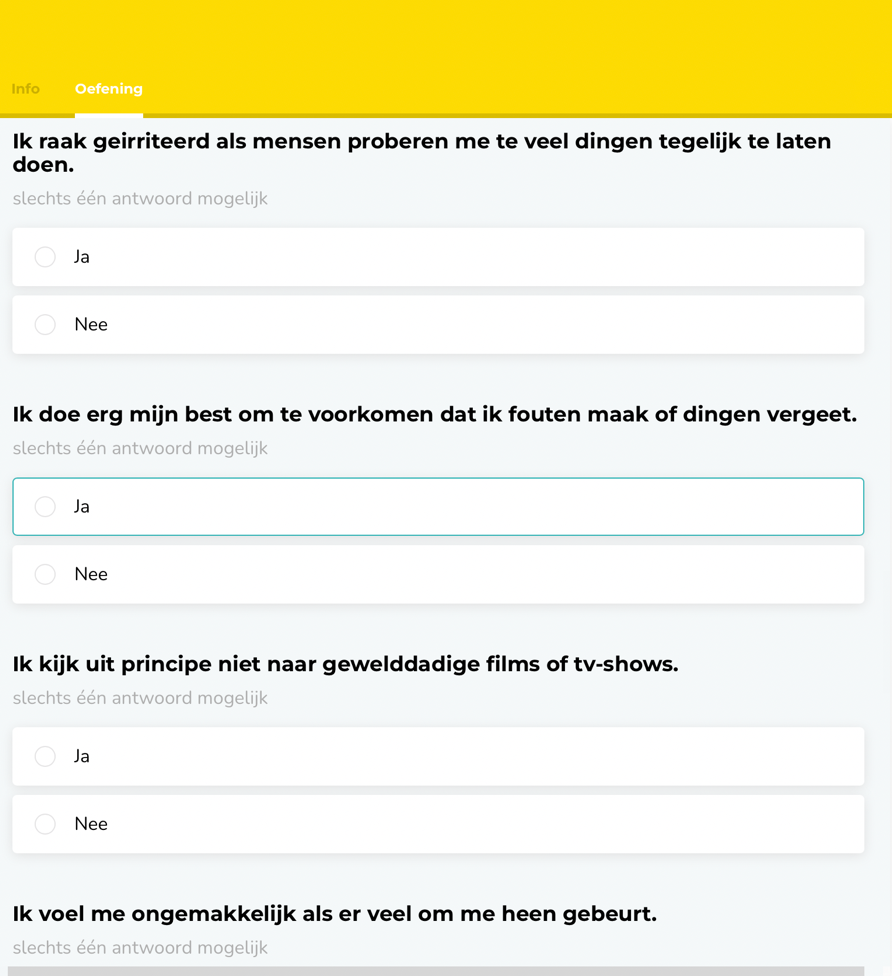 Info
Oefening
Ik raak geirriteerd als mensen proberen me te veel dingen tegelijk te laten
doen.
slechts één antwoord mogelijk
Ja
Nee
Ik doe erg mijn best om te voorkomen dat ik fouten maak of dingen vergeet.
slechts één antwoord mogelijk
Ja
Nee
Ik kijk uit principe niet naar gewelddadige films of tv-shows.
slechts één antwoord mogelijk
Ja
Nee
Ik voel me ongemakkelijk als er veel om me heen gebeurt.
slechts één antwoord mogelijk